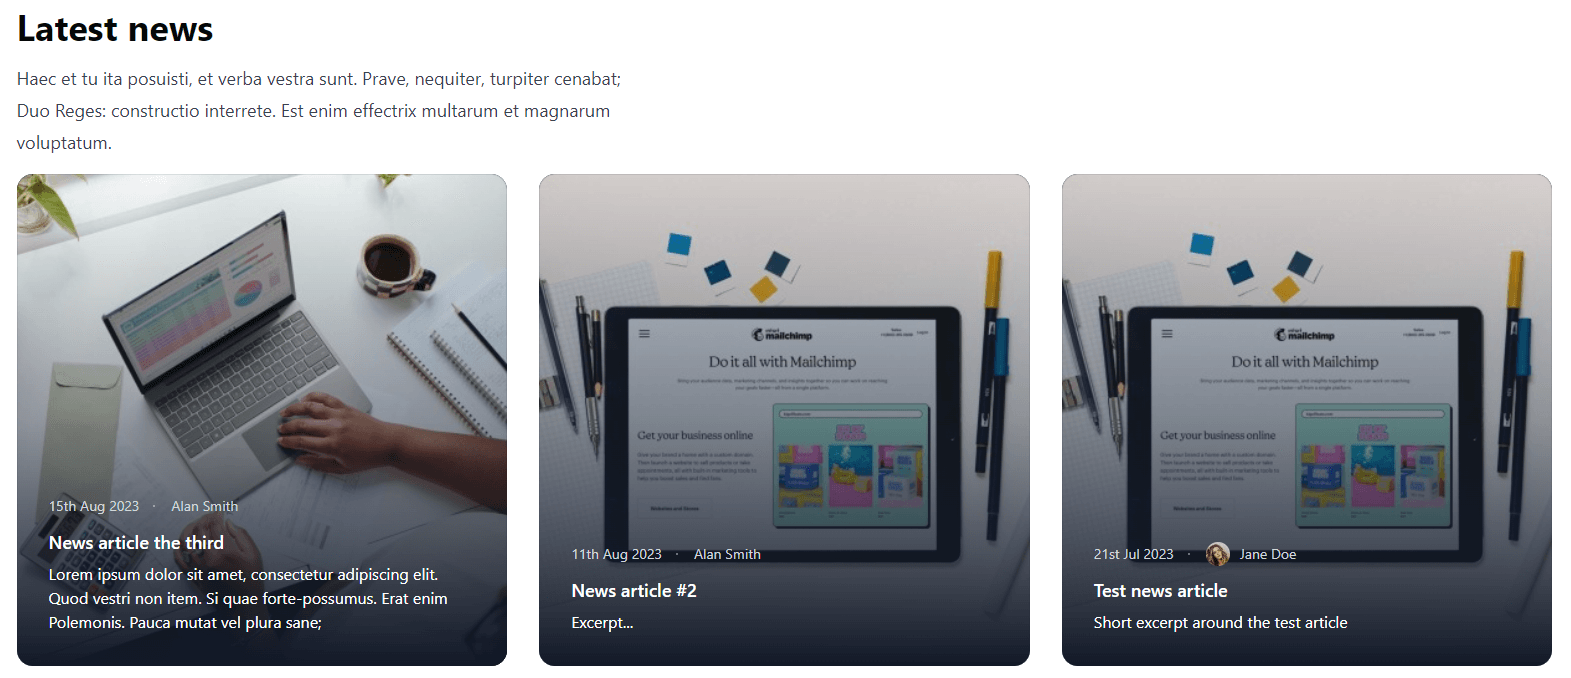 Latest news
Haec et tu ita posuisti, et verba vestra sunt. Prave, nequiter, turpiter cenabat;
Duo Reges: constructio interrete. Est enim effectrix multarum et magnarum
voluptatum.
15th Aug 2023 · Alan Smith
News article the third
Lorem ipsum dolor sit amet, consectetur adipiscing elit.
Quod vestri non item. Si quae forte-possumus. Erat enim
Polemonis. Pauca mutat vel plura sane;
mailchimp
Do it all with Mailchimp
Get your business online
11th Aug 2023 · Alan Smith
News article #2
Excerpt...
mailchimp
Do it all with Mailchimp
Get your business online
21st Jul 2023 · Jane Doe
Test news article
Short excerpt around the test article